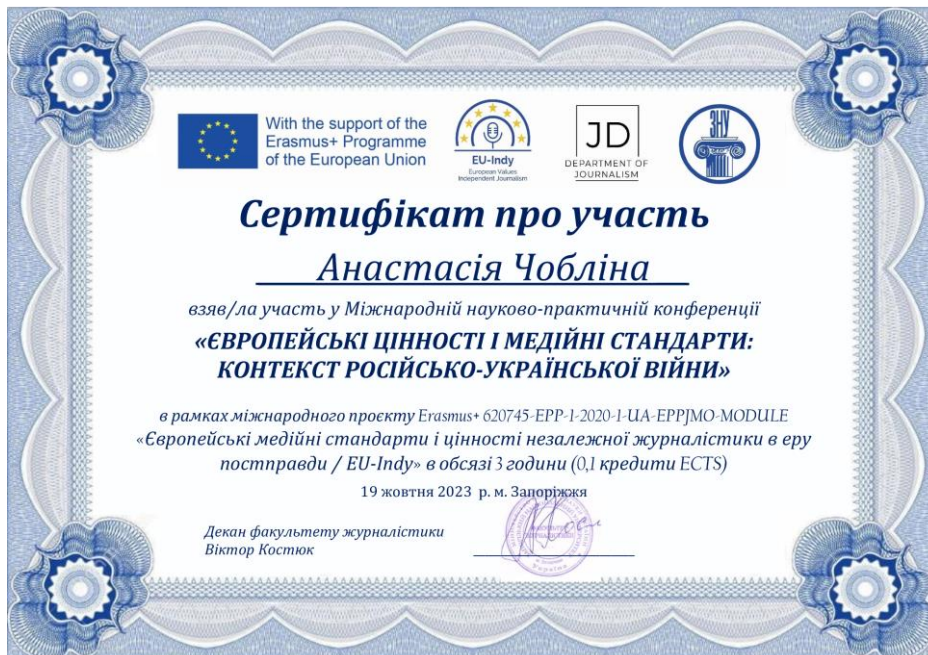 With the support of the
Erasmus+ Programme
of the European Union
EU-Indy
European Values
Independent Journalism
JD
DEPARTMENT OF
JOURNALISM
ЗНУ
Сертифікат про участь
Анастасія Чобліна
взяв/ла участь у Міжнародній науково-практичній конференції
«ЄВРОПЕЙСЬКІ ЦІННОСТІ І МЕДІЙНІ СТАНДАРТИ:
КОНТЕКСТ РОСІЙСЬКО-УКРАЇНСЬКОЇ ВІЙНИ»
в рамках міжнародного проєкту Erasmus+ 620745-EPP-1-2020-1-UA-EPPJMO-MODULE
«Європейські медійні стандарти і цінності незалежної журналістики в еру
постправди / EU-Indy» в обсязі 3 години (0,1 кредити ECTS)
19 жовтня 2023 р. м. Запоріжжя
Декан факультету журналістики
Віктор Костюк